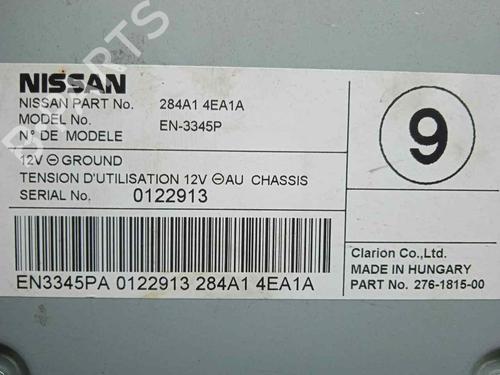 NISSAN
NISSAN PART No. 284A1 4EA1A
MODEL No. EN-3345P
N° DE MODELE
12V ⊖ GROUND
TENSION D'UTILISATION 12V ⊖AU CHASSIS
SERIAL No. 0122913
EN3345PA 0122913 284A1 4EA1A
9
Clarion Co.,Ltd.
MADE IN HUNGARY
PART No. 276-1815-00